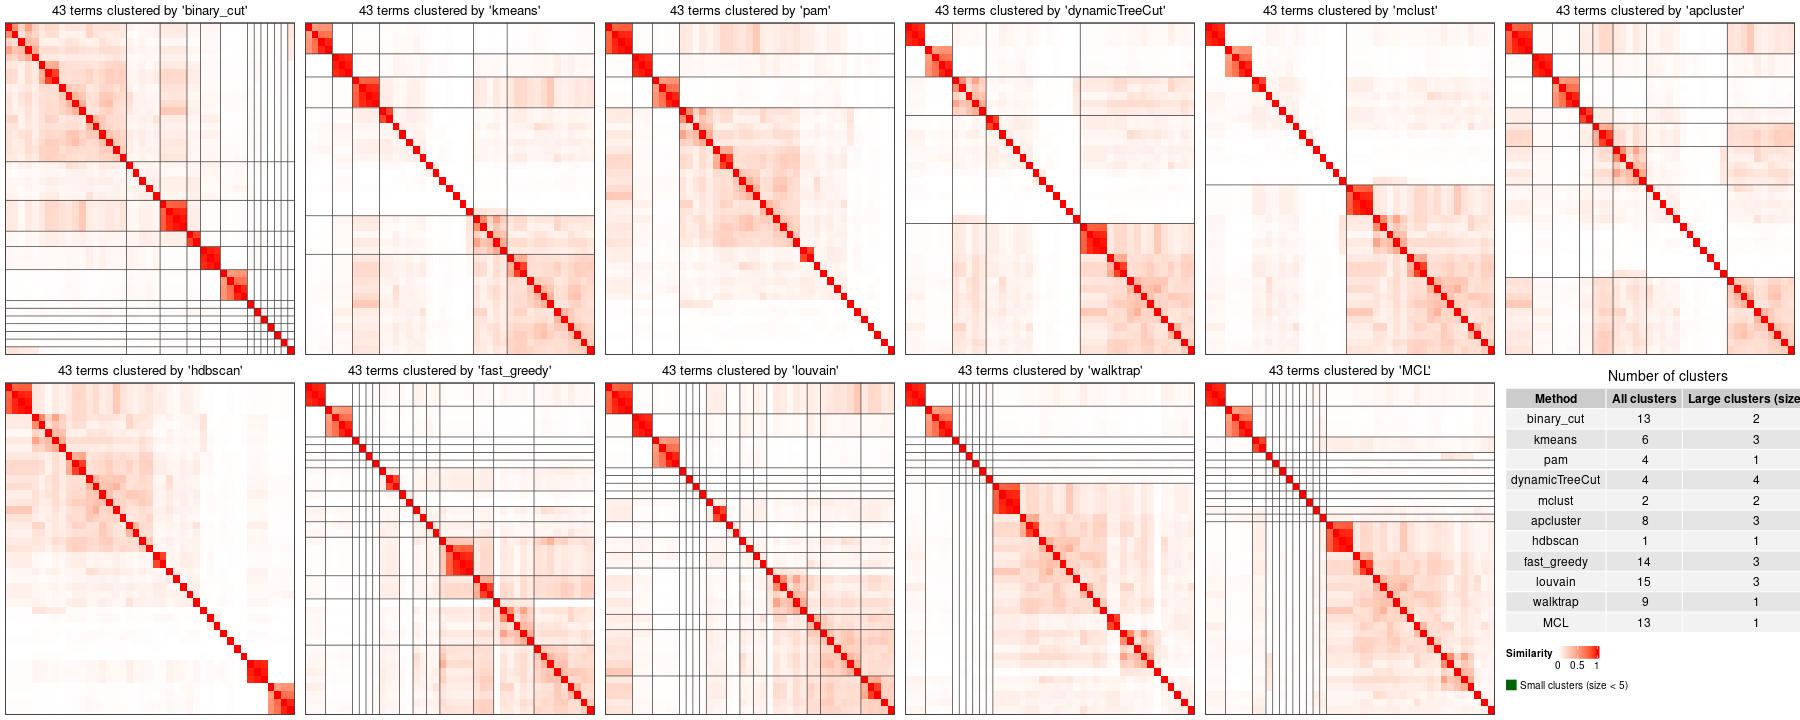 43 terms clustered by 'binary_cut'
43 terms clustered by 'kmeans'
43 terms clustered by 'pam'
43 terms clustered by 'dynamicTreeCut'
43 terms clustered by 'mclust'
43 terms clustered by 'apcluster'
43 terms clustered by 'hdbscan'
43 terms clustered by 'fast_greedy'
43 terms clustered by 'louvain'
43 terms clustered by 'walktrap'
43 terms clustered by 'MCL'
Number of clusters
Method All clusters Large clusters (size
binary_cut 13 2
kmeans 6 3
pam 4 1
dynamicTreeCut 4 4
mclust 2 2
apcluster 8 3
hdbscan 1 1
fast_greedy 14 3
louvain 15 3
walktrap 9 1
MCL 13 1
Similarity
0 0.5 1
Small clusters (size < 5)